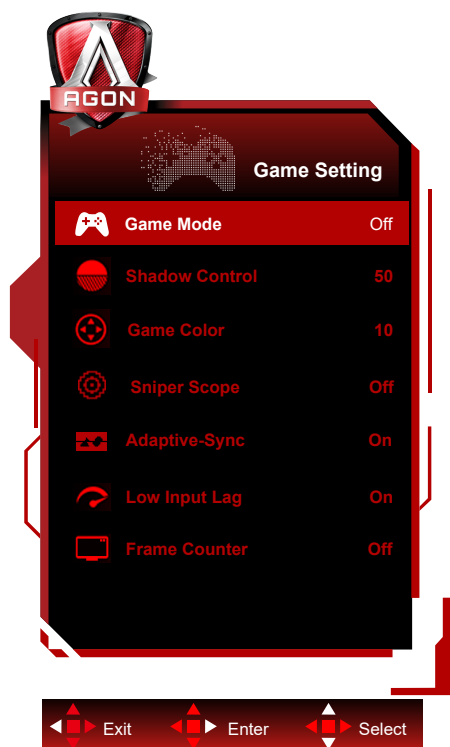 AGON
Game Setting
Game Mode Off
Shadow Control 50
Game Color 10
Sniper Scope Off
Adaptive-Sync On
Low Input Lag On
Frame Counter Off
Exit Enter Select